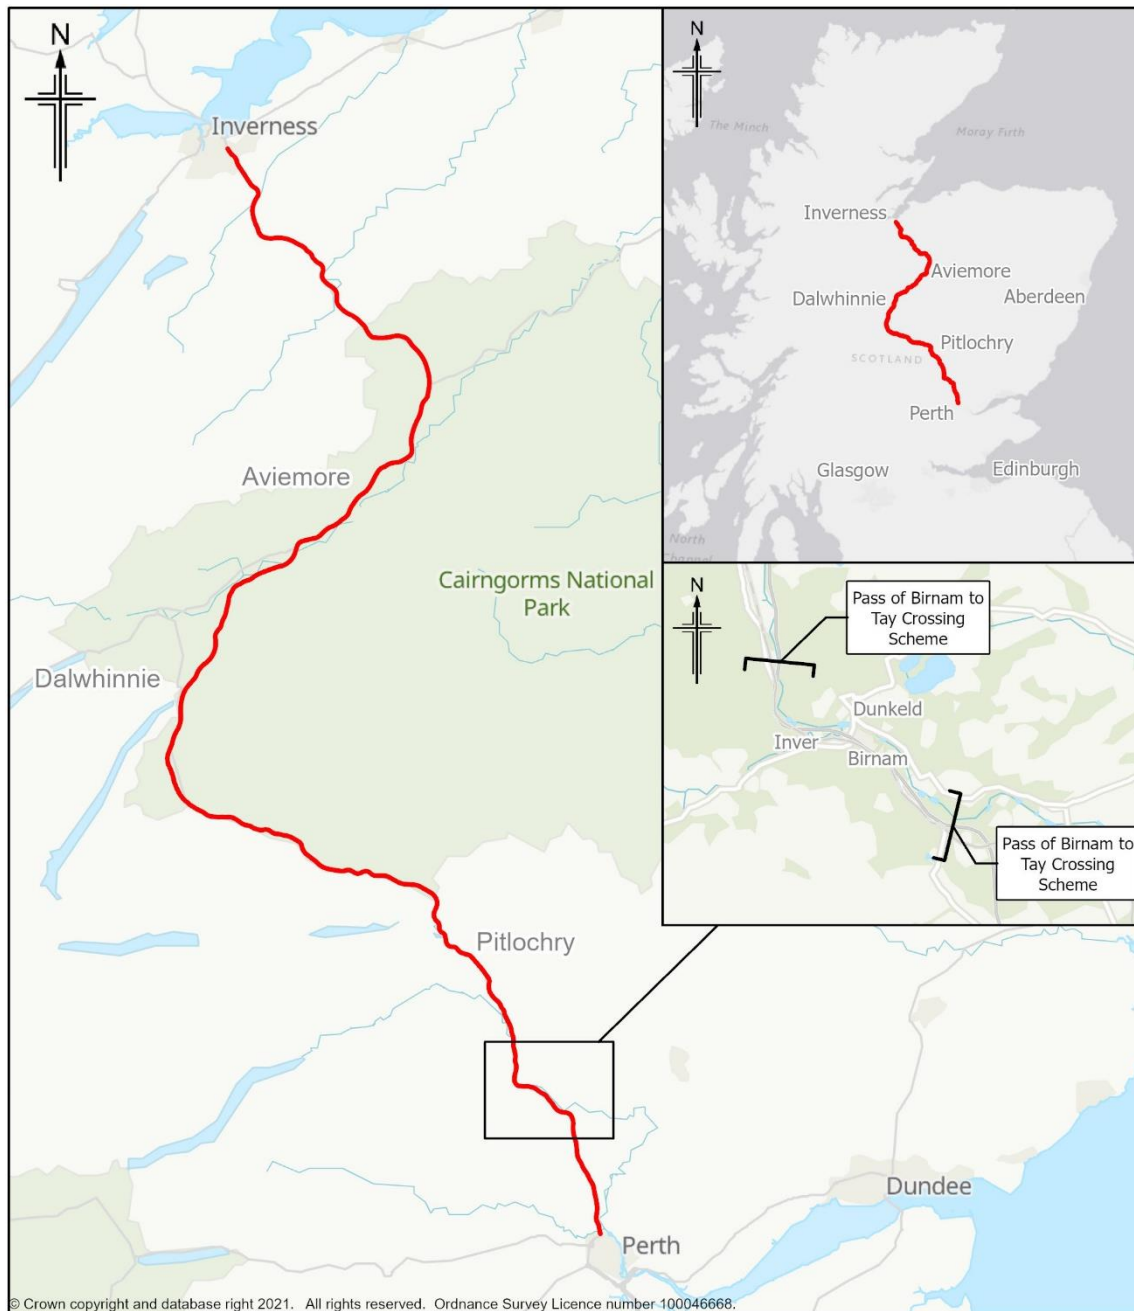 N
Inverness
Aviemore
Cairngorms National
Park
Dalwhinnie
Pitlochry
Perth
Dundee
N
The Minch
Moray Firth
Inverness
Aviemore
Dalwhinnie
Aberdeen
Pitlochry
SCOTLAND
Perth
Glasgow
Edinburgh
North
Channel
N
Pass of Birnam to
Tay Crossing
Scheme
Dunkeld
Inver
Birnam
Pass of Birnam to
Tay Crossing
Scheme
© Crown copyright and database right 2021. All rights reserved. Ordnance Survey Licence number 100046668.